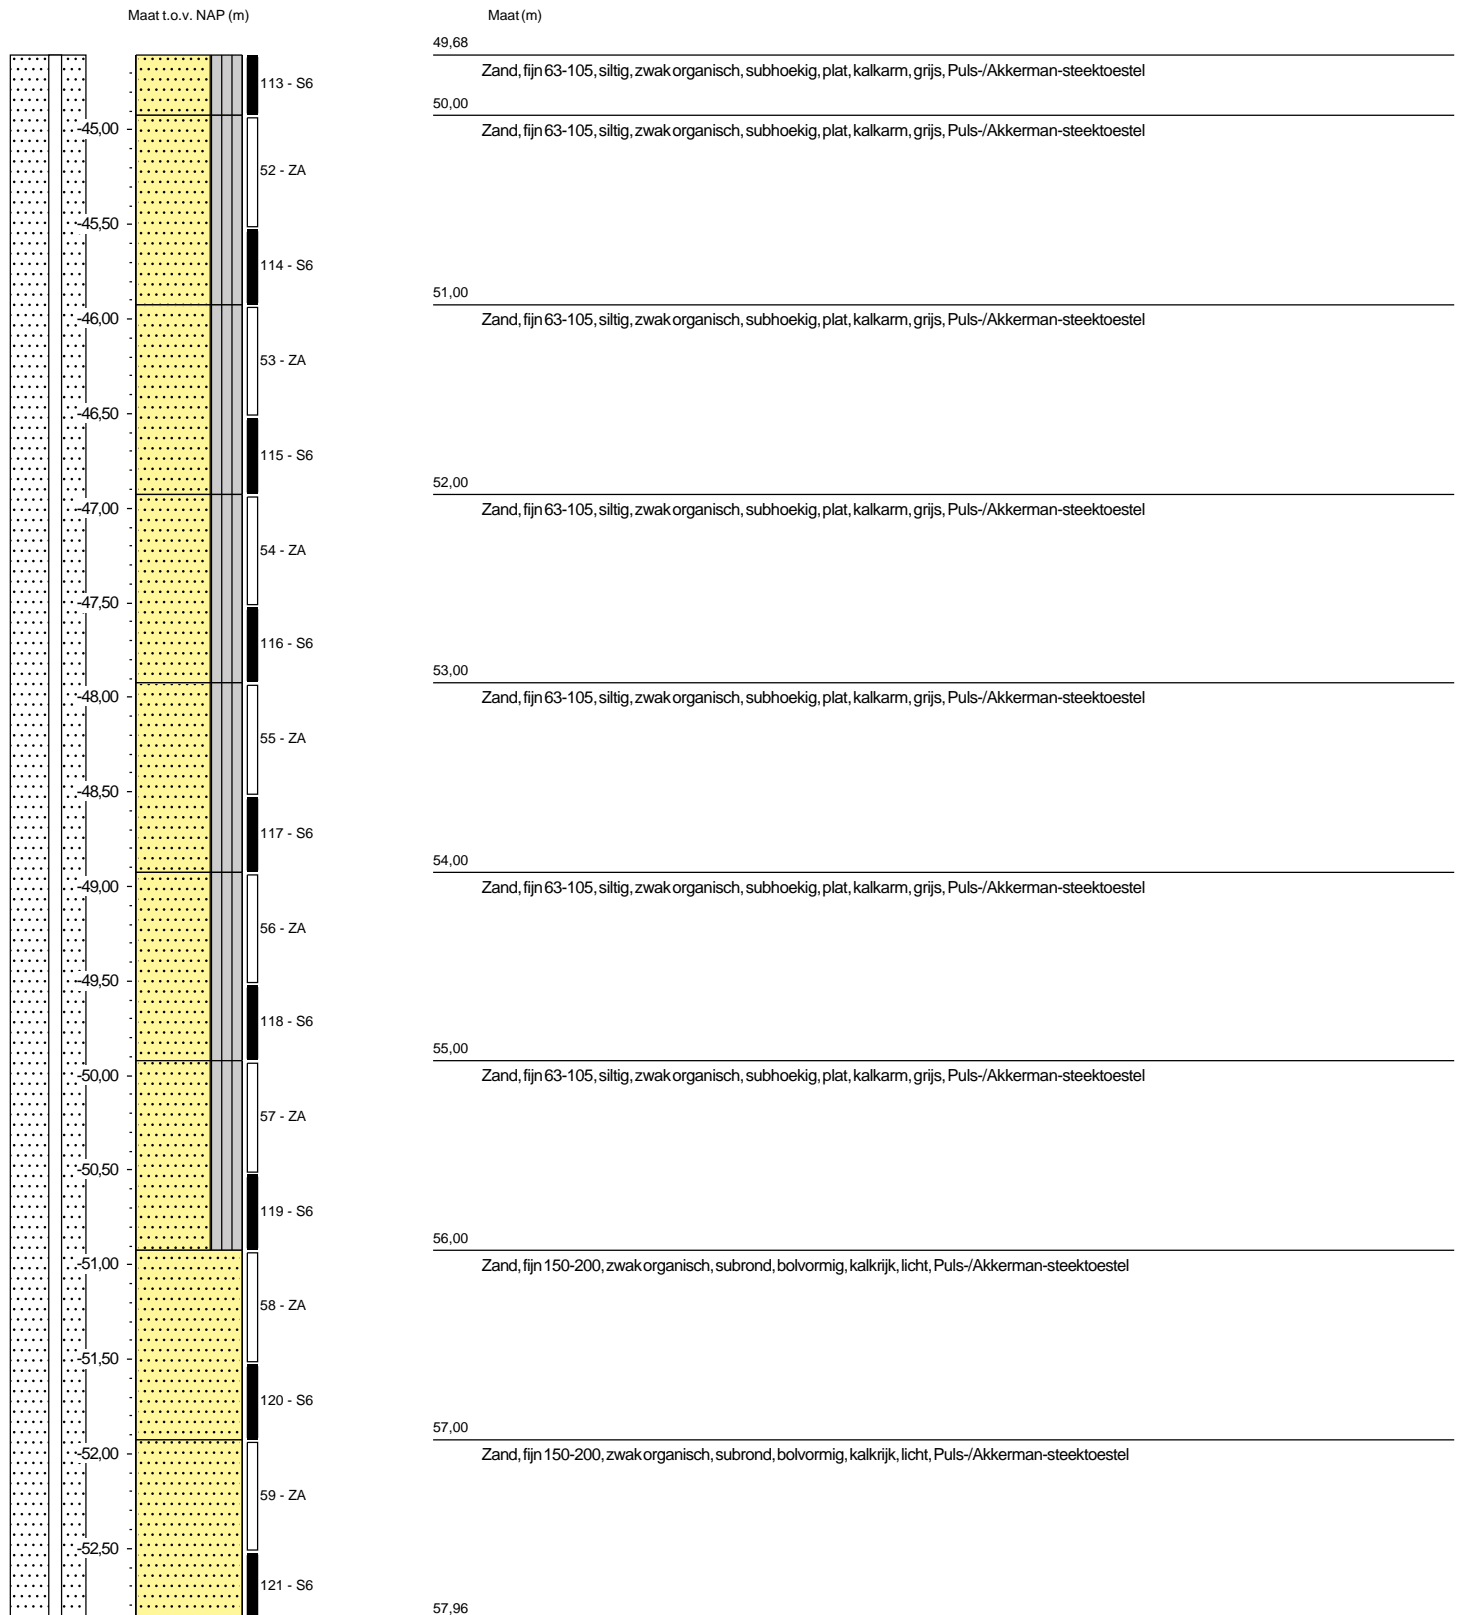 Maat t.o.v. NAP (m) Maat (m)
49,68
Zand, fijn 63-105, siltig, zwak organisch, subhoekig, plat, kalkarm, grijs, Puls-/Akkerman-steektoestel
113 - S6
50,00
-45,00 Zand, fijn 63-105, siltig, zwak organisch, subhoekig, plat, kalkarm, grijs, Puls-/Akkerman-steektoestel
52 - ZA
-45,50
114 - S6
51,00
-46,00 Zand, fijn 63-105, siltig, zwak organisch, subhoekig, plat, kalkarm, grijs, Puls-/Akkerman-steektoestel
53 - ZA
-46,50
115 - S6
52,00
-47,00 Zand, fijn 63-105, siltig, zwak organisch, subhoekig, plat, kalkarm, grijs, Puls-/Akkerman-steektoestel
54 - ZA
-47,50
116 - S6
53,00
-48,00 Zand, fijn 63-105, siltig, zwak organisch, subhoekig, plat, kalkarm, grijs, Puls-/Akkerman-steektoestel
55 - ZA
-48,50
117 - S6
54,00
-49,00 Zand, fijn 63-105, siltig, zwak organisch, subhoekig, plat, kalkarm, grijs, Puls-/Akkerman-steektoestel
56 - ZA
-49,50
118 - S6
55,00
-50,00 Zand, fijn 63-105, siltig, zwak organisch, subhoekig, plat, kalkarm, grijs, Puls-/Akkerman-steektoestel
57 - ZA
-50,50
119 - S6
56,00
-51,00 Zand, fijn 150-200, zwak organisch, subrond, bolvormig, kalkrijk, licht, Puls-/Akkerman-steektoestel
58 - ZA
-51,50
120 - S6
57,00
-52,00 Zand, fijn 150-200, zwak organisch, subrond, bolvormig, kalkrijk, licht, Puls-/Akkerman-steektoestel
59 - ZA
-52,50
121 - S6
57,96